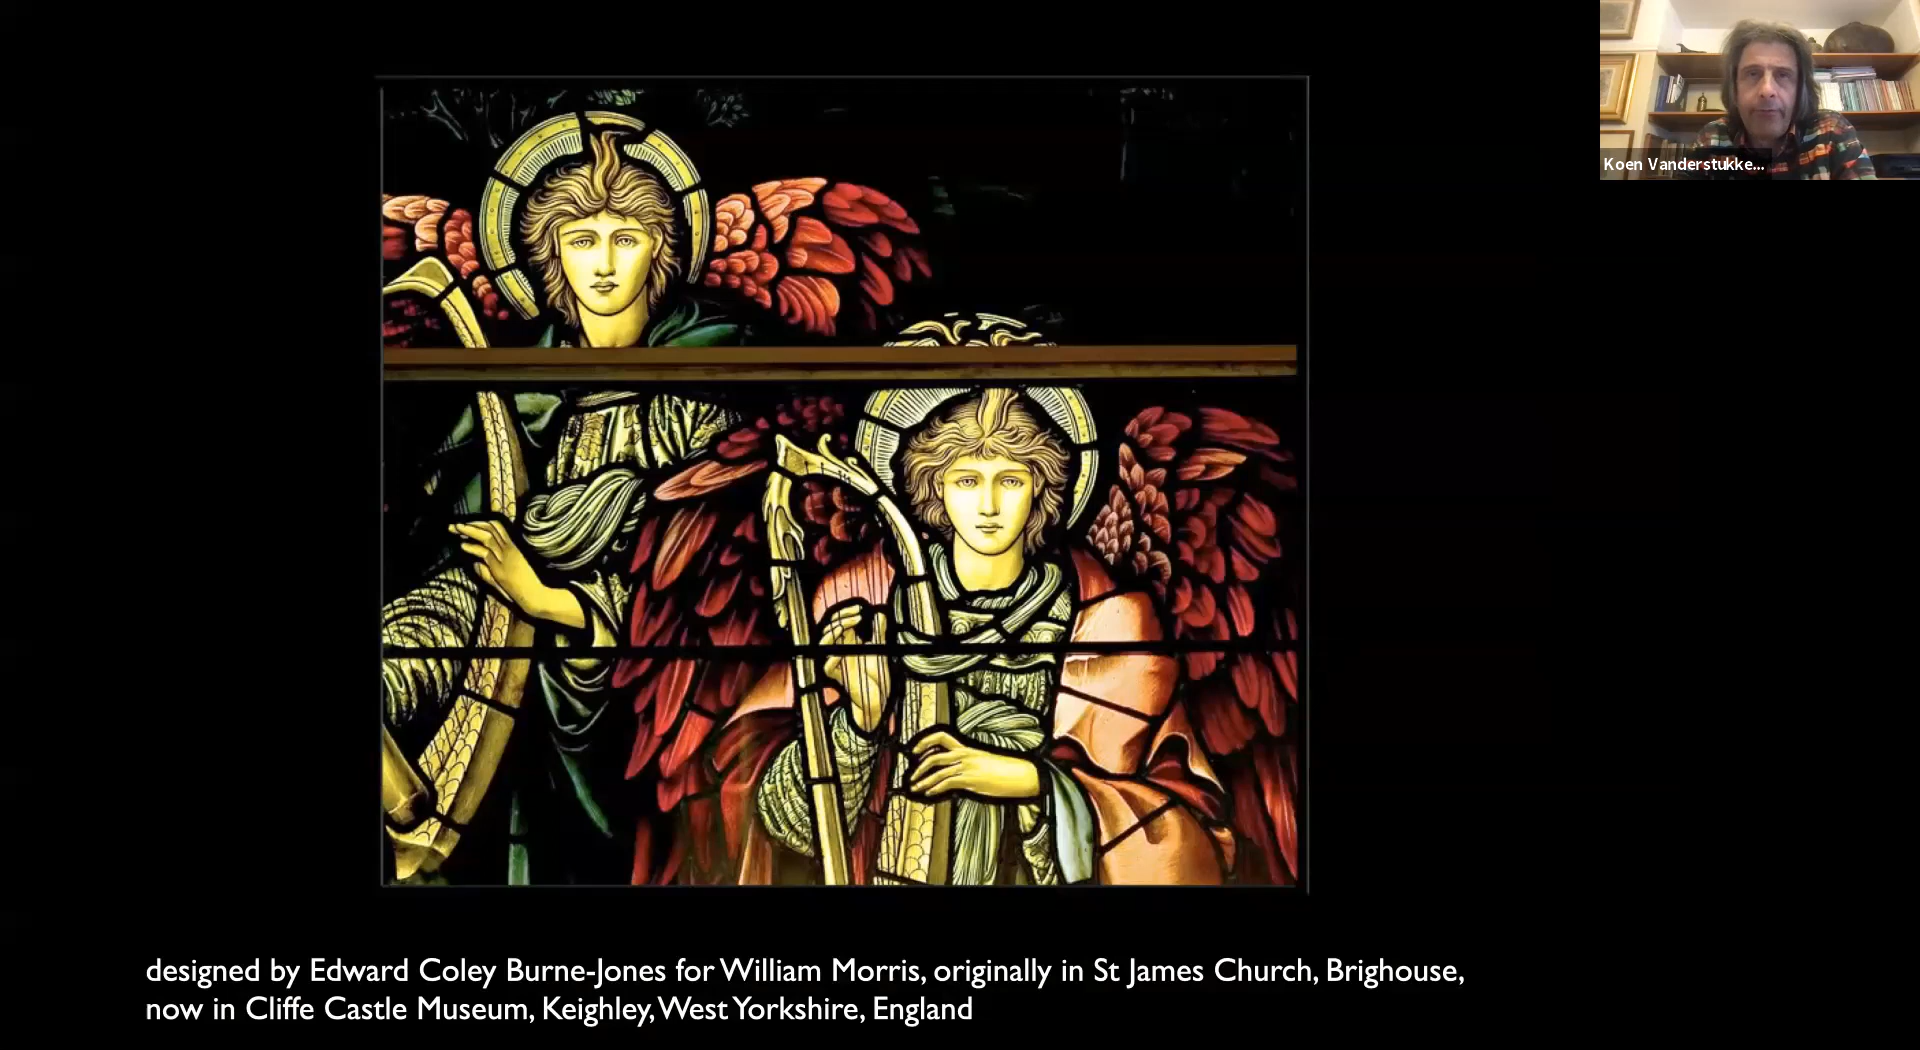 Koen Vanderstukke...
designed by Edward Coley Burne-Jones for William Morris, originally in St James Church, Brighouse,
now in Cliffe Castle Museum, Keighley, West Yorkshire, England